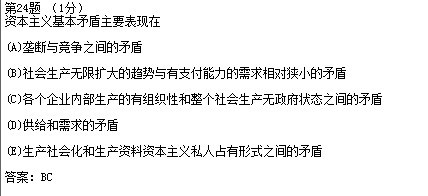 第24题 (1分)
资本主义基本矛盾主要表现在
(A)垄断与竞争之间的矛盾
(B)社会生产无限扩大的趋势与有支付能力的需求相对狭小的矛盾
(C)各个企业内部生产的有组织性和整个社会生产无政府状态之间的矛盾
(D)供给和需求的矛盾
(E)生产社会化和生产资料资本主义私人占有形式之间的矛盾
答案：BC